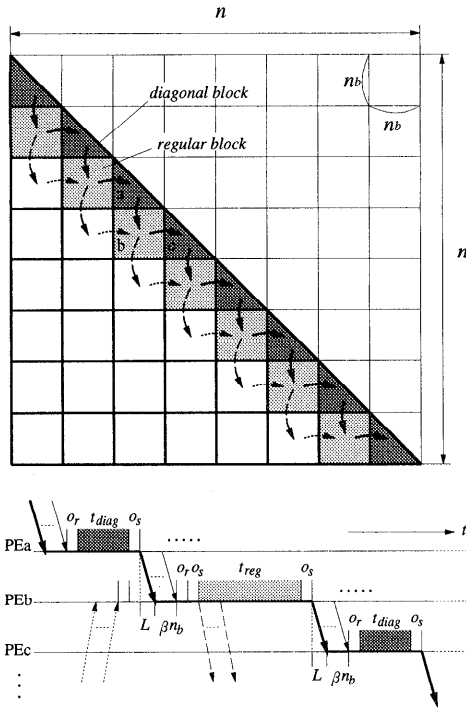 n
n_b
n_b
diagonal block
regular block
a
b
c
n
o_r t_diag o_s ..... t
PEa
o_r o_s t_reg o_s .....
PEb
L βn_b o_r t_diag o_s
PEc
L βn_b